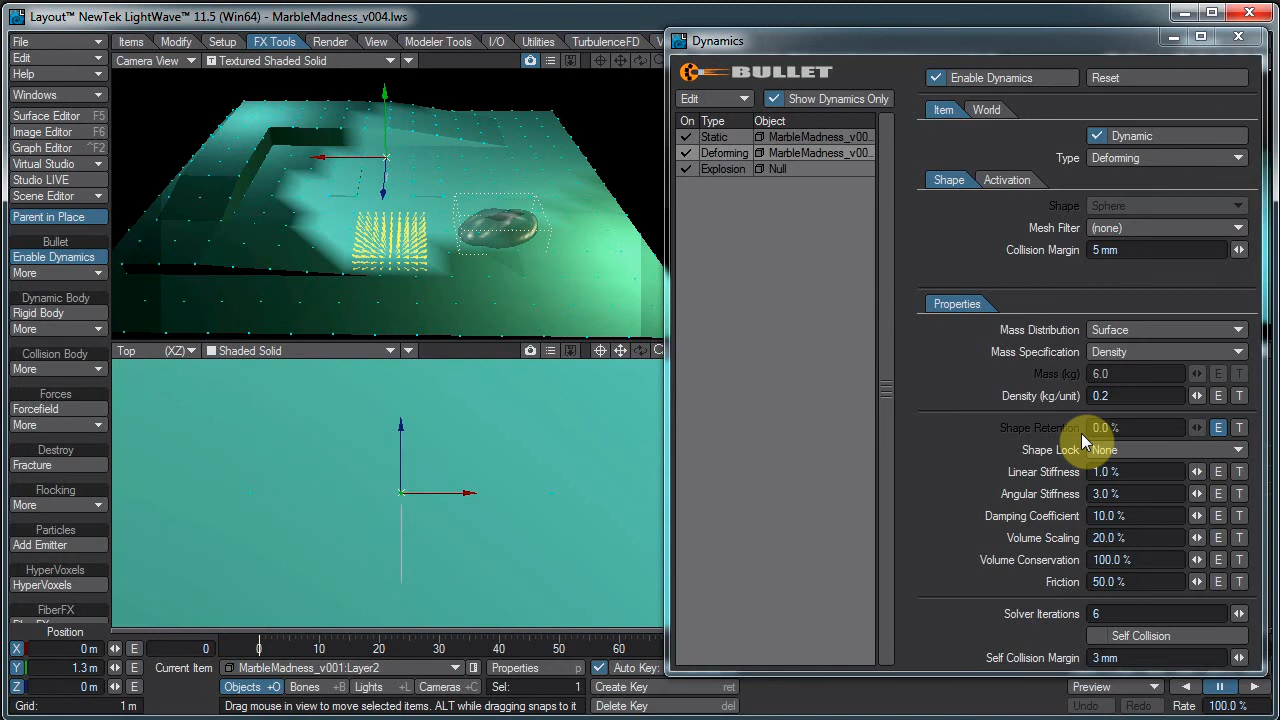 Layout™ NewTek LightWave™ 11.5 (Win64) - MarbleMadness_v004.lws
File
Edit
Help
Windows
Surface Editor F5
Image Editor F6
Graph Editor ^F2
Virtual Studio
Studio LIVE
Scene Editor
Parent in Place
Bullet
Enable Dynamics
More
Dynamic Body
Rigid Body
More
Collision Body
More
Forces
Forcefield
More
Destroy
Fracture
Flocking
More
Particles
Add Emitter
HyperVoxels
HyperVoxels
FiberFX
Position
X 0 m E
Y 1.3 m E
Z 0 m E
Grid: 1 m
Items Modify Setup FX Tools Render View Modeler Tools I/O Utilities TurbulenceFD
Camera View Textured Shaded Solid
Top (XZ) Shaded Solid
0 0 10 20 30 40 50 60
Current Item MarbleMadness_v001:Layer2 Properties Auto Key:
Objects +O Bones +B Lights +L Cameras +C Sel: 1 Create Key ret
Drag mouse in view to move selected items. ALT while dragging snaps to it Delete Key del
Dynamics
BULLET
Edit Show Dynamics Only
On Type Object
Static MarbleMadness_v00...
Deforming MarbleMadness_v00...
Explosion Null
Enable Dynamics Reset
Item World
Dynamic
Type Deforming
Shape Activation
Shape Sphere
Mesh Filter (none)
Collision Margin 5 mm
Properties
Mass Distribution Surface
Mass Specification Density
Mass (kg) 6.0 E T
Density (kg/unit) 0.2 E T
Shape Retention 0.0 % E T
Shape Lock None
Linear Stiffness 1.0 % E T
Angular Stiffness 3.0 % E T
Damping Coefficient 10.0 % E T
Volume Scaling 20.0 % E T
Volume Conservation 100.0 % E T
Friction 50.0 % E T
Solver Iterations 6
Self Collision
Self Collision Margin 3 mm
Preview
Undo Redo Rate 100.0 %